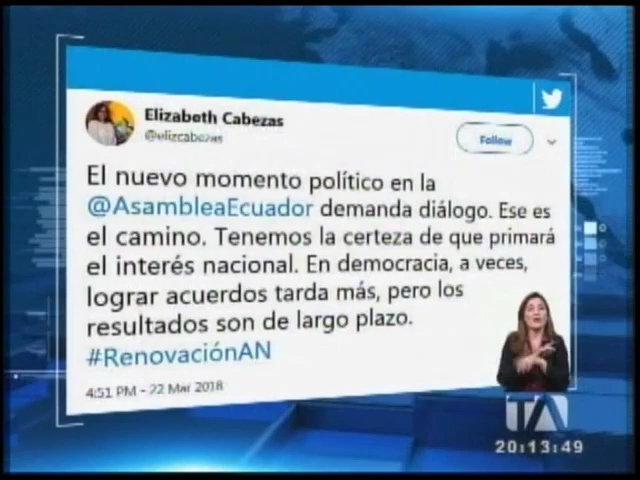 Elizabeth Cabezas
@elizcabezas
Follow
El nuevo momento político en la
@AsambleaEcuador demanda diálogo. Ese es
el camino. Tenemos la certeza de que primará
el interés nacional. En democracia, a veces,
lograr acuerdos tarda más, pero los
resultados son de largo plazo.
#RenovaciónAN
4:51 PM - 22 Mar 2018
TA
20:13:49